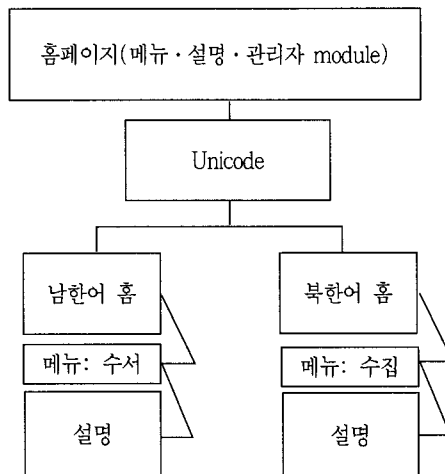 홈페이지(메뉴 · 설명 · 관리자 module)
Unicode
남한어 홈
북한어 홈
메뉴: 수서
메뉴: 수집
설명
설명